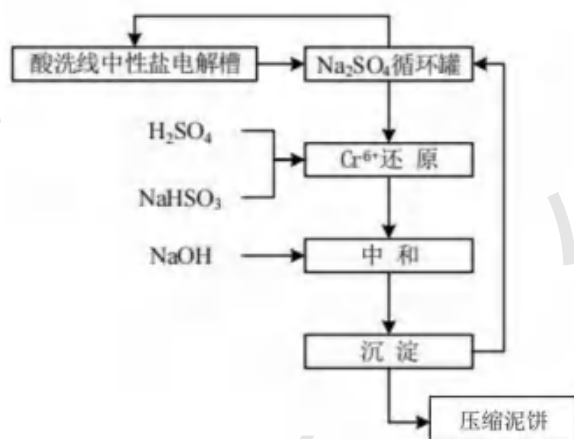 酸洗线中性盐电解槽
Na₂SO₄循环罐
H₂SO₄
Cr⁶⁺还 原
NaHSO₃
NaOH
中 和
沉 淀
压缩泥饼